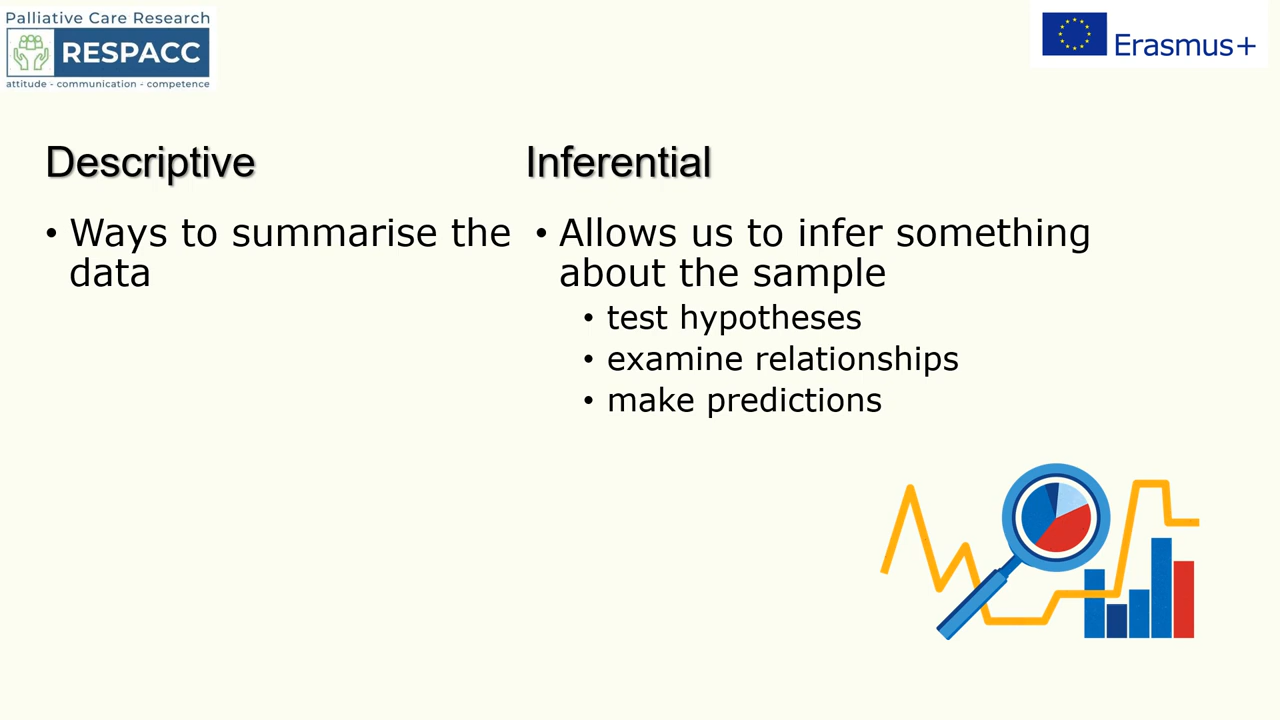 Palliative Care Research
RESPACC
attitude - communication - competence
Erasmus+
Descriptive
• Ways to summarise the
data
Inferential
• Allows us to infer something
about the sample
• test hypotheses
• examine relationships
• make predictions